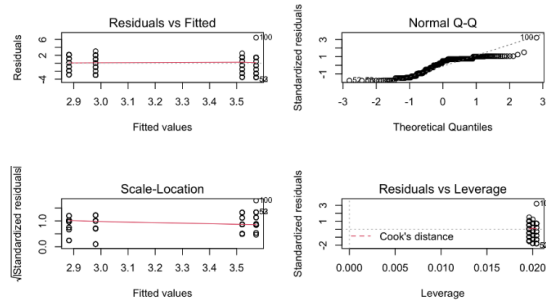 Residuals vs Fitted
Residuals
6
2
-4
100
2.9 3.0 3.1 3.2 3.3 3.4 3.5
Fitted values
Normal Q-Q
Standardized residuals
3
1
-1
100
-3 -2 -1 0 1 2 3
Theoretical Quantiles
Scale-Location
√|Standardized residuals|
1.0
0.0
100
2.9 3.0 3.1 3.2 3.3 3.4 3.5
Fitted values
Residuals vs Leverage
Standardized residuals
3
1
-2
Cook's distance
0.000 0.005 0.010 0.015 0.020
Leverage